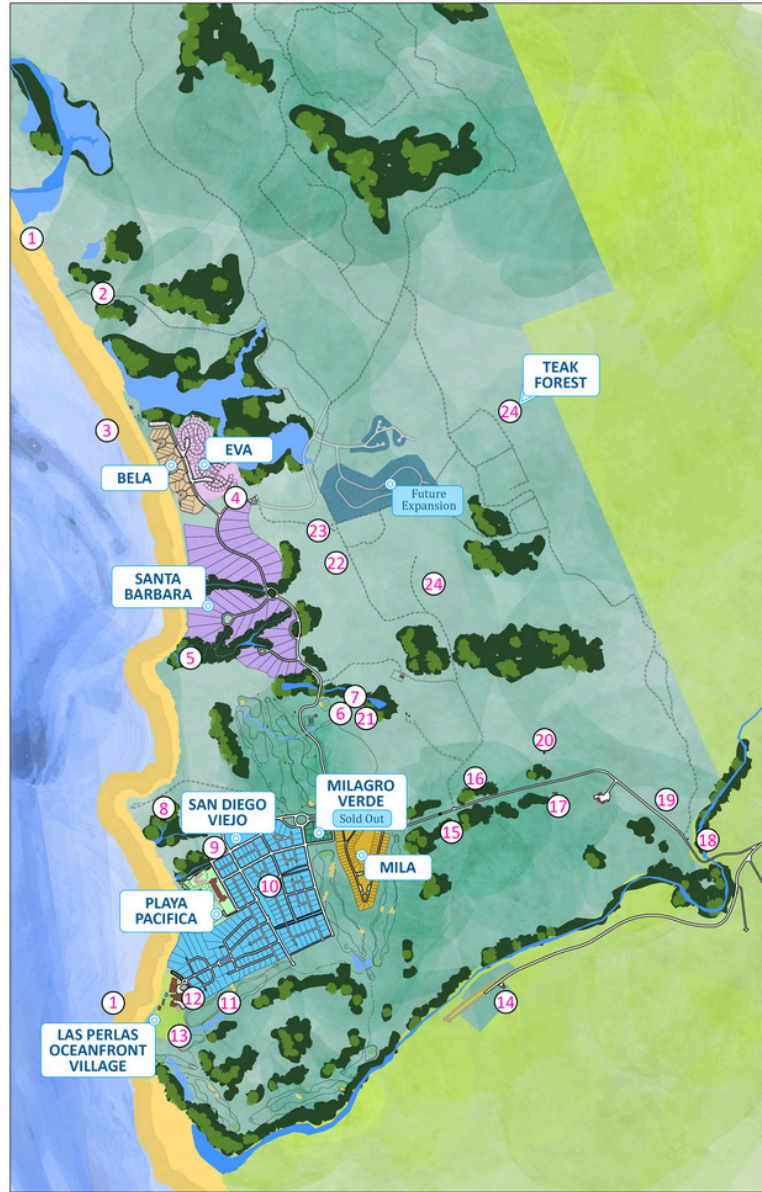 1
2
TEAK
FOREST
24
3
EVA
BELA
4
Future
Expansion
23
22
24
SANTA
BARBARA
5
7
6
21
20
16
MILAGRO
VERDE
Sold Out
8
SAN DIEGO
VIEJO
17
19
15
18
9
MILA
10
PLAYA
PACIFICA
12
11
14
1
13
LAS PERLAS
OCEANFRONT
VILLAGE